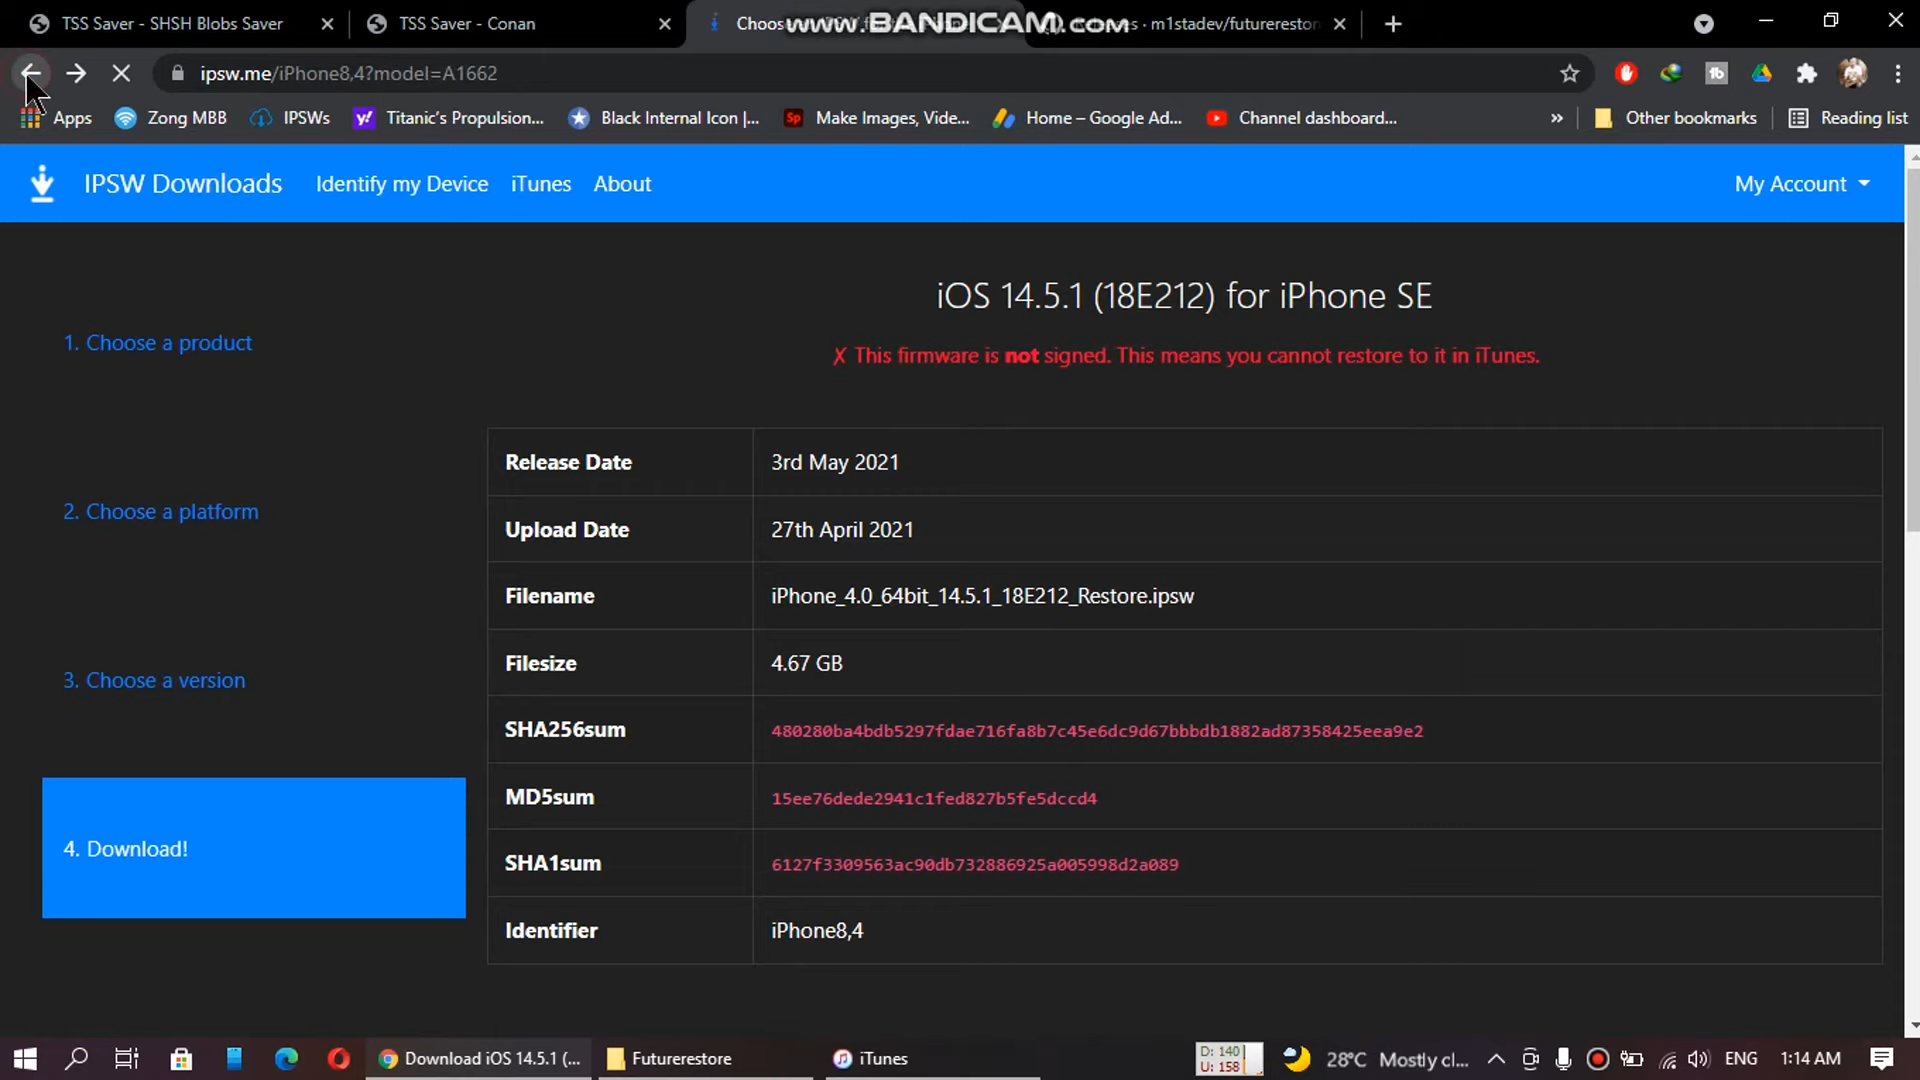 TSS Saver - SHSH Blobs Saver
TSS Saver - Conan
Choos
www.BANDICAM.com
· m1stadev/futurerestor
ipsw.me/iPhone8,4?model=A1662
Apps
Zong MBB
IPSWs
Titanic's Propulsion...
Black Internal Icon |...
Make Images, Vide...
Home – Google Ad...
Channel dashboard...
»
Other bookmarks
Reading list
IPSW Downloads
Identify my Device
iTunes
About
My Account
iOS 14.5.1 (18E212) for iPhone SE
✗ This firmware is not signed. This means you cannot restore to it in iTunes.
1. Choose a product
2. Choose a platform
3. Choose a version
4. Download!
Release Date
3rd May 2021
Upload Date
27th April 2021
Filename
iPhone_4.0_64bit_14.5.1_18E212_Restore.ipsw
Filesize
4.67 GB
SHA256sum
480280ba4bdb5297fdae716fa8b7c45e6dc9d67bbbdb1882ad87358425eea9e2
MD5sum
15ee76dede2941c1fed827b5fe5dccd4
SHA1sum
6127f3309563ac90db732886925a005998d2a089
Identifier
iPhone8,4
Download iOS 14.5.1 (...
Futurerestore
iTunes
D: 140
U: 158
28°C Mostly cl...
ENG
1:14 AM